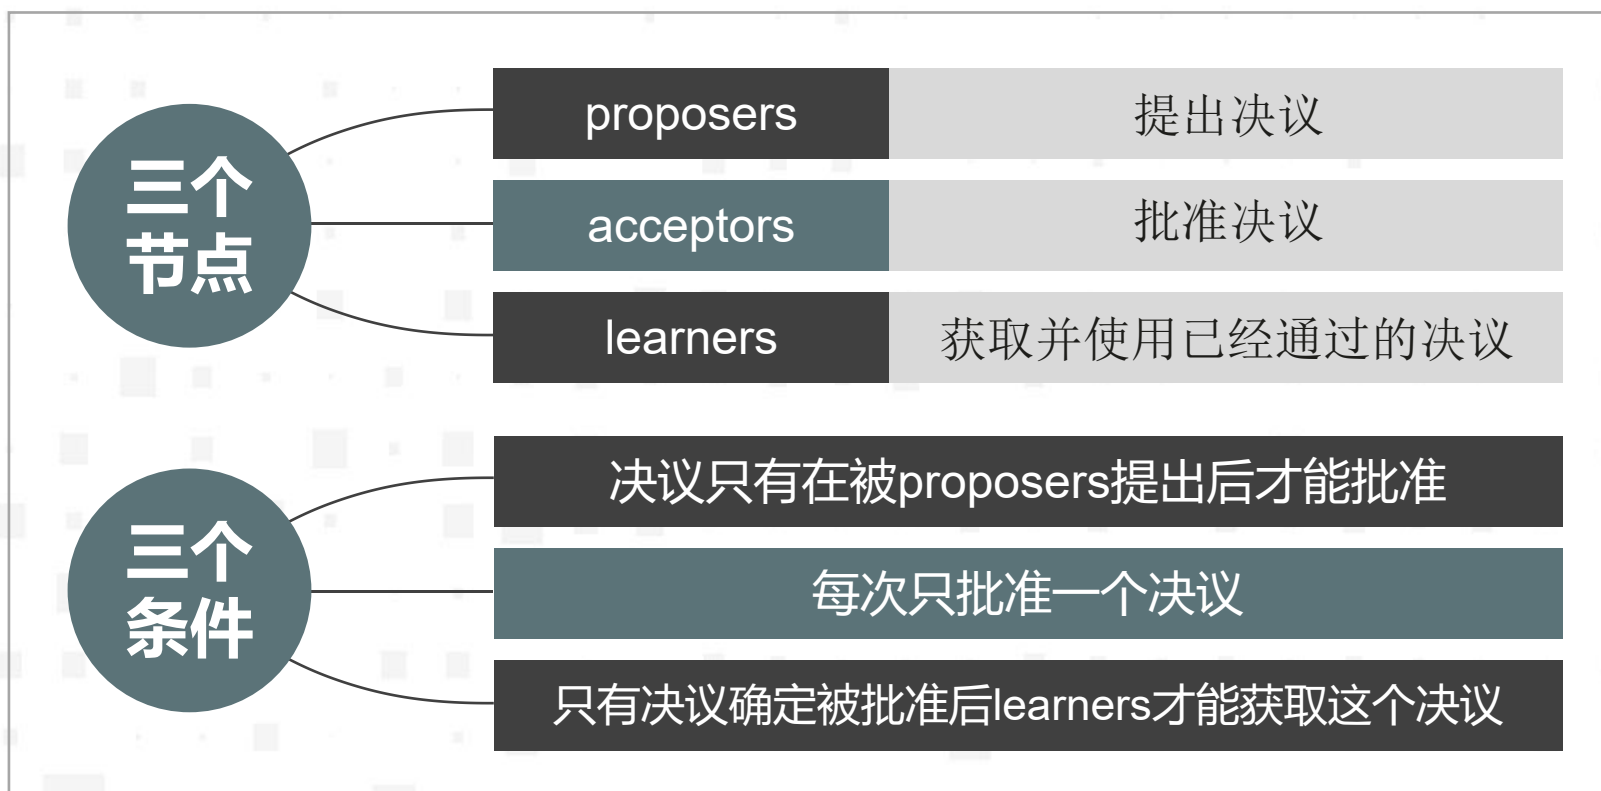 三个
节点
proposers
提出决议
acceptors
批准决议
learners
获取并使用已经通过的决议
三个
条件
决议只有在被proposers提出后才能批准
每次只批准一个决议
只有决议确定被批准后learners才能获取这个决议